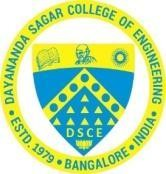 DAYANANDA SAGAR COLLEGE OF ENGINEERING
DSCE
• ESTD. 1979 • BANGALORE • INDIA •